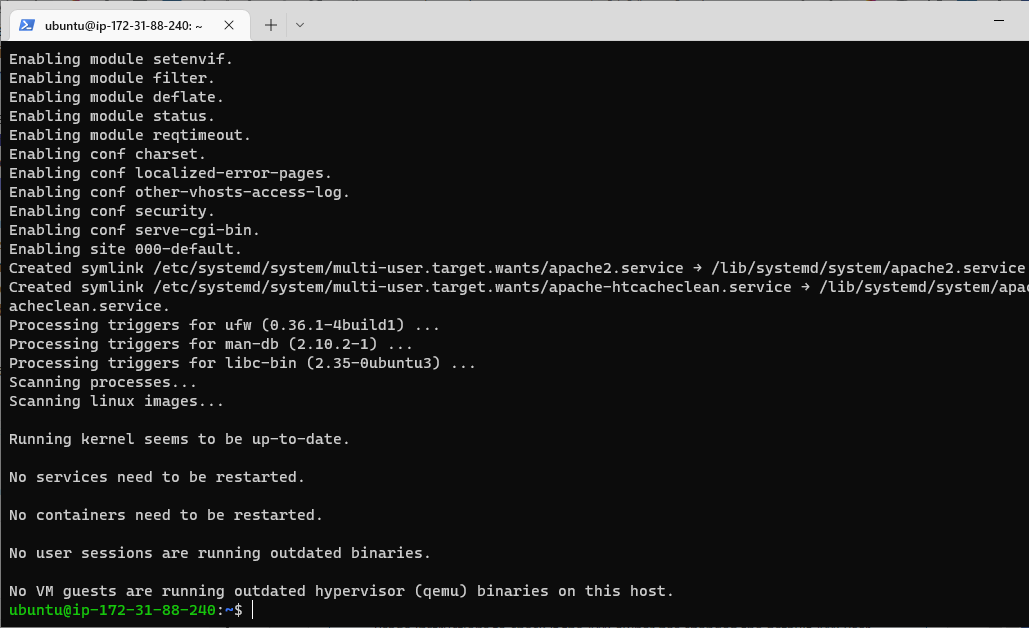 ubuntu@ip-172-31-88-240: ~
Enabling module setenvif.
Enabling module filter.
Enabling module deflate.
Enabling module status.
Enabling module reqtimeout.
Enabling conf charset.
Enabling conf localized-error-pages.
Enabling conf other-vhosts-access-log.
Enabling conf security.
Enabling conf serve-cgi-bin.
Enabling site 000-default.
Created symlink /etc/systemd/system/multi-user.target.wants/apache2.service → /lib/systemd/system/apache2.service
Created symlink /etc/systemd/system/multi-user.target.wants/apache-htcacheclean.service → /lib/systemd/system/apac
acheclean.service.
Processing triggers for ufw (0.36.1-4build1) ...
Processing triggers for man-db (2.10.2-1) ...
Processing triggers for libc-bin (2.35-0ubuntu3) ...
Scanning processes...
Scanning linux images...
Running kernel seems to be up-to-date.
No services need to be restarted.
No containers need to be restarted.
No user sessions are running outdated binaries.
No VM guests are running outdated hypervisor (qemu) binaries on this host.
ubuntu@ip-172-31-88-240:~$